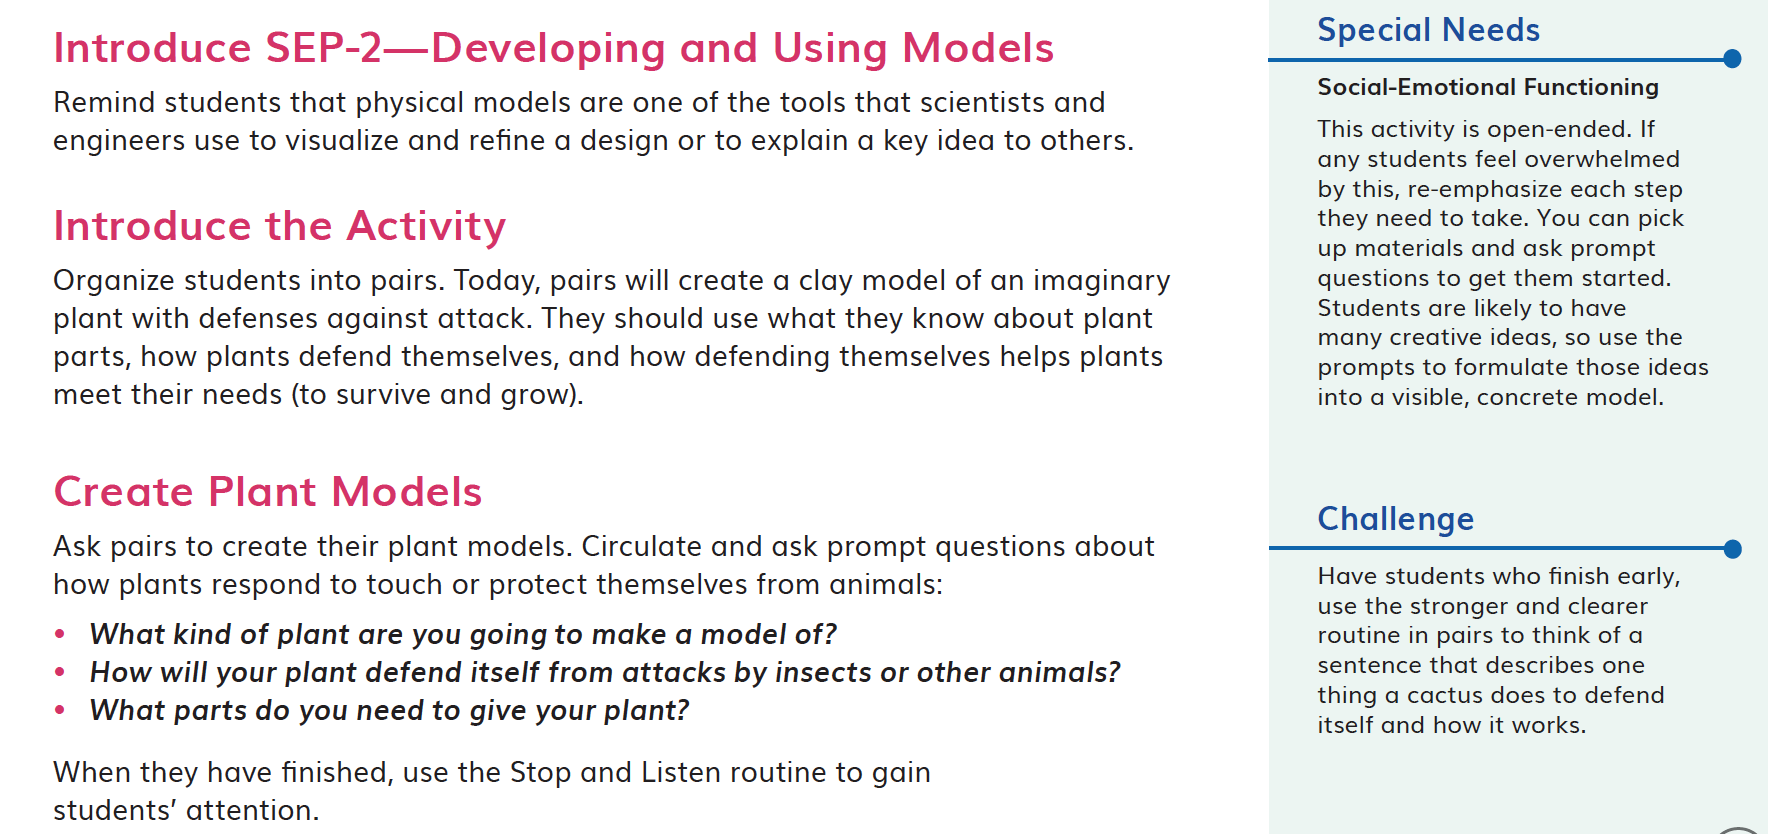 Introduce SEP-2—Developing and Using Models
Remind students that physical models are one of the tools that scientists and
engineers use to visualize and refine a design or to explain a key idea to others.
Introduce the Activity
Organize students into pairs. Today, pairs will create a clay model of an imaginary
plant with defenses against attack. They should use what they know about plant
parts, how plants defend themselves, and how defending themselves helps plants
meet their needs (to survive and grow).
Create Plant Models
Ask pairs to create their plant models. Circulate and ask prompt questions about
how plants respond to touch or protect themselves from animals:
• What kind of plant are you going to make a model of?
• How will your plant defend itself from attacks by insects or other animals?
• What parts do you need to give your plant?
When they have finished, use the Stop and Listen routine to gain
students’ attention.
Special Needs
Social-Emotional Functioning
This activity is open-ended. If
any students feel overwhelmed
by this, re-emphasize each step
they need to take. You can pick
up materials and ask prompt
questions to get them started.
Students are likely to have
many creative ideas, so use the
prompts to formulate those ideas
into a visible, concrete model.
Challenge
Have students who finish early,
use the stronger and clearer
routine in pairs to think of a
sentence that describes one
thing a cactus does to defend
itself and how it works.